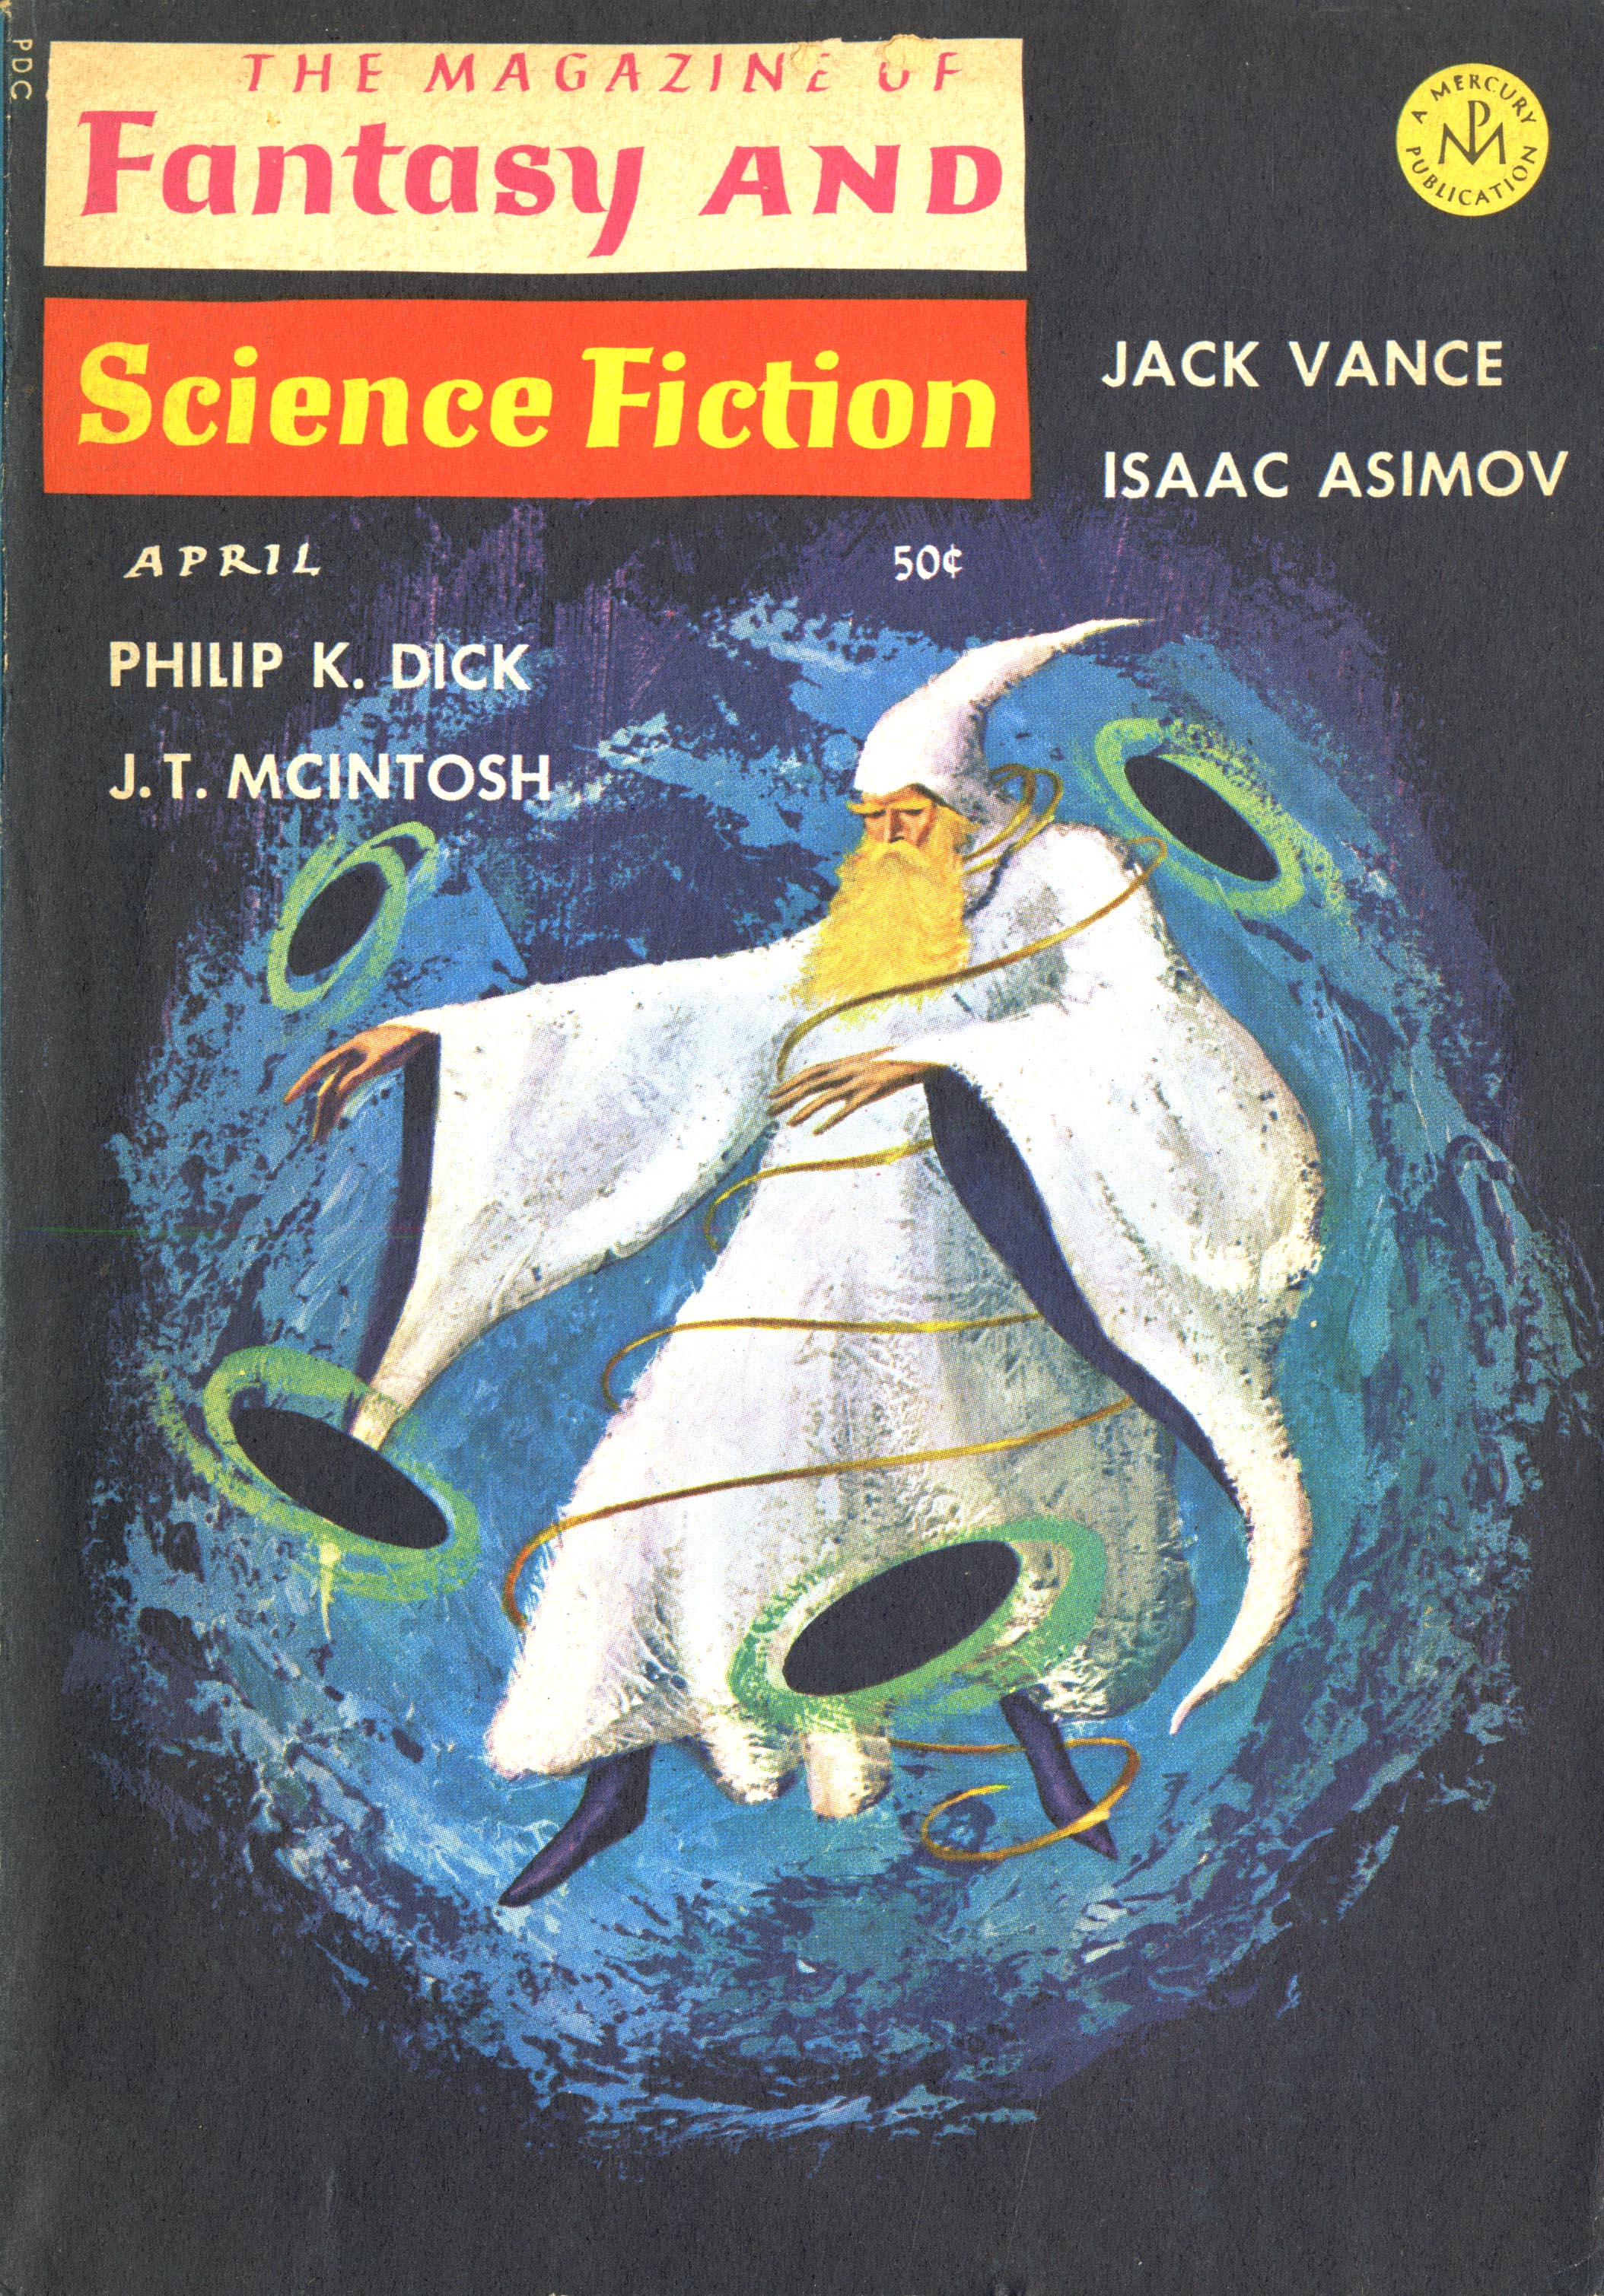 PDC
THE MAGAZINE OF
Fantasy AND
Science Fiction
A MERCURY
PM
PUBLICATION
JACK VANCE
ISAAC ASIMOV
APRIL
50¢
PHILIP K. DICK
J.T. MCINTOSH